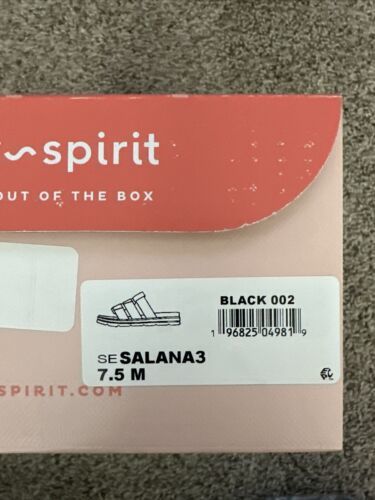 ~spirit
OUT OF THE BOX
BLACK 002
1 96825 04981 9
SE SALANA3
7.5 M
SPIRIT.COM